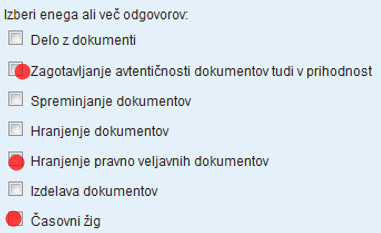 Izberi enega ali več odgovorov:
Delo z dokumenti
Zagotavljanje avtentičnosti dokumentov tudi v prihodnost
Spreminjanje dokumentov
Hranjenje dokumentov
Hranjenje pravno veljavnih dokumentov
Izdelava dokumentov
Časovni žig